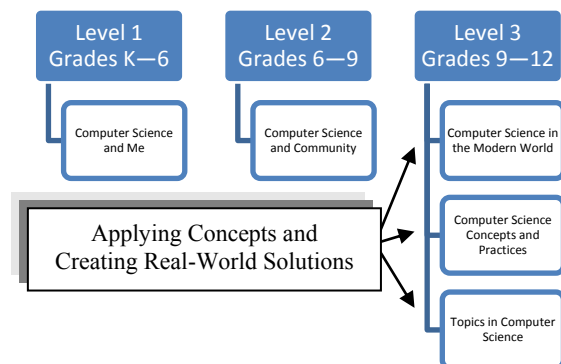 Level 1
Grades K—6
Level 2
Grades 6—9
Level 3
Grades 9—12
Computer Science
and Me
Computer Science
and Community
Computer Science in
the Modern World
Applying Concepts and
Creating Real-World Solutions
Computer Science
Concepts and
Practices
Topics in Computer
Science